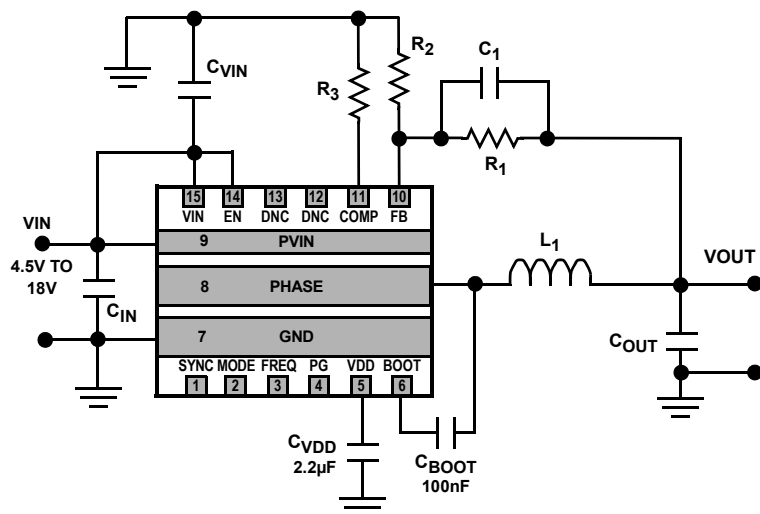 C1
R2
CVIN
R3
R1
15 14 13 12 11 10
VIN EN DNC DNC COMP FB
VIN
9 PVIN
L1
4.5V TO
18V
VOUT
8 PHASE
CIN
7 GND
COUT
SYNC MODE FREQ PG VDD BOOT
1 2 3 4 5 6
CVDD
2.2µF
CBOOT
100nF